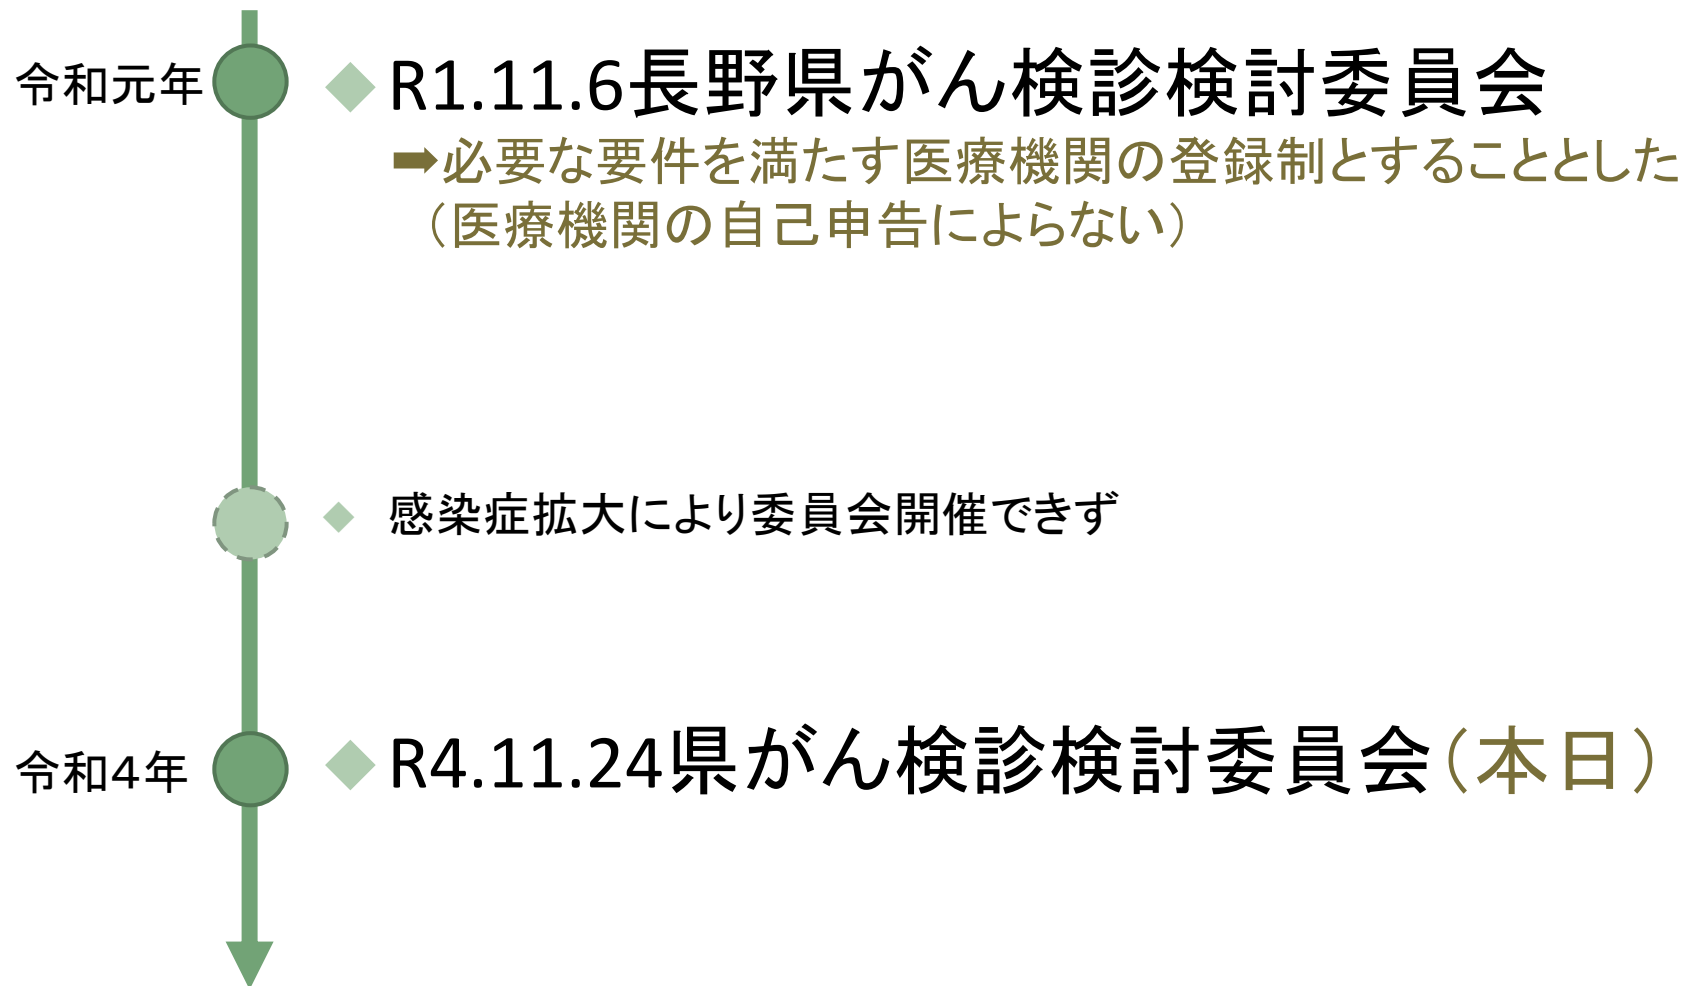 令和元年
◆R1.11.6長野県がん検診検討委員会
➡必要な要件を満たす医療機関の登録制とすることとした
（医療機関の自己申告によらない）
◆ 感染症拡大により委員会開催できず
令和４年
◆R4.11.24県がん検診検討委員会（本日）